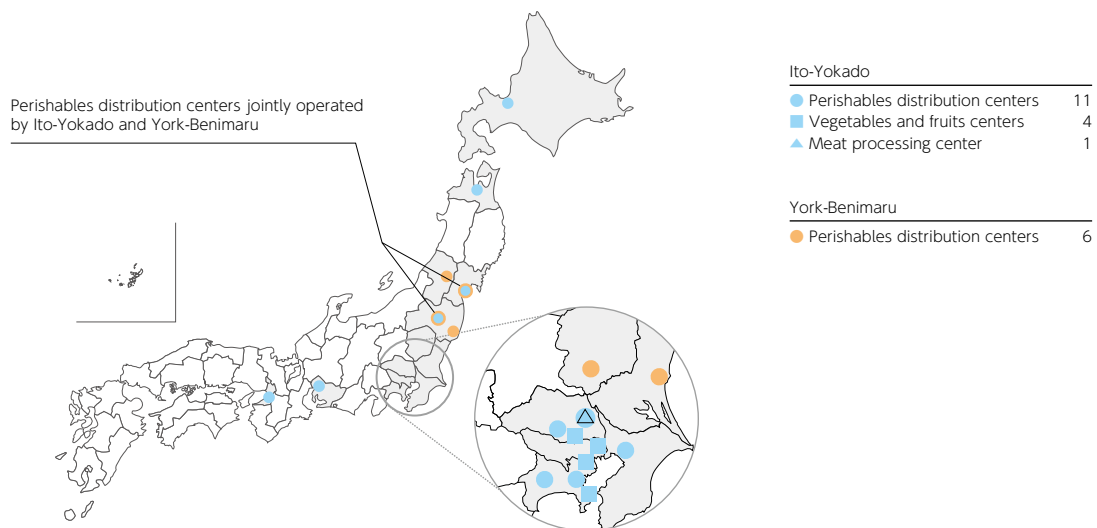 Perishables distribution centers jointly operated
by Ito-Yokado and York-Benimaru
Ito-Yokado
Perishables distribution centers 11
Vegetables and fruits centers 4
Meat processing center 1
York-Benimaru
Perishables distribution centers 6